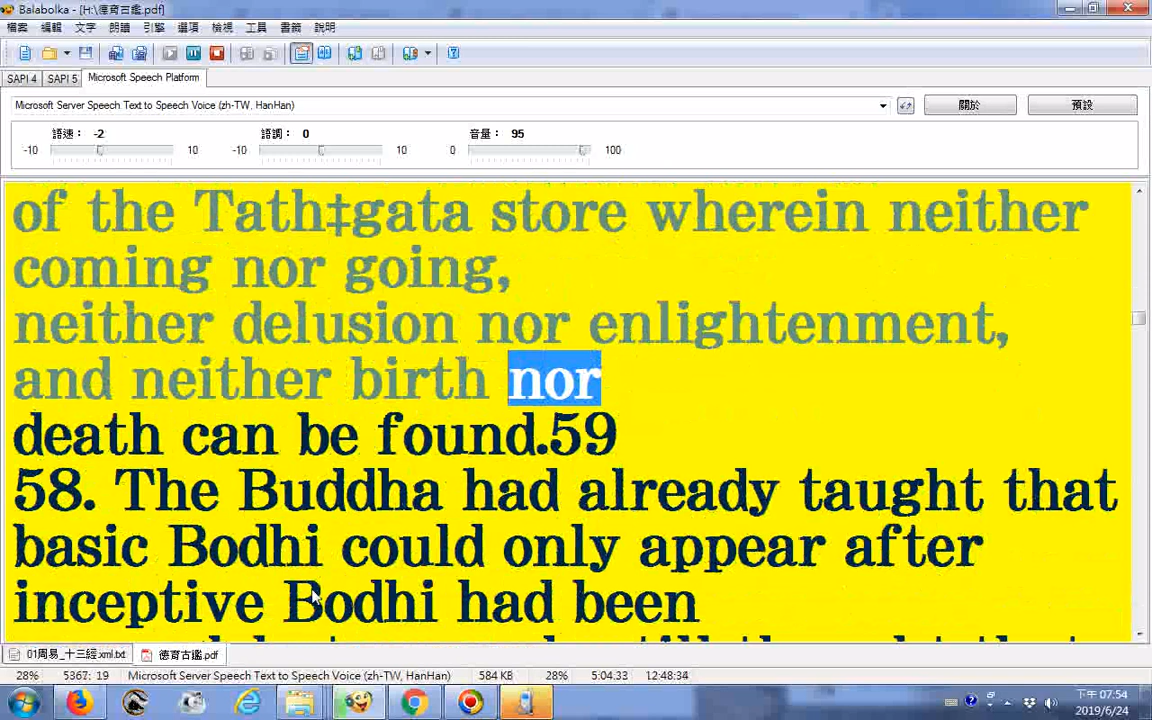 Balabolka - [H:\德育古鑑.pdf]
檔案 編輯 文字 朗讀 引擎 選項 檢視 工具 書籤 說明
SAPI 4 SAPI 5 Microsoft Speech Platform
Microsoft Server Speech Text to Speech Voice (zh-TW, HanHan) 關於 預設
語速： -2 語調： 0 音量： 95
-10 10 -10 10 0 100
of the Tath‡gata store wherein neither
coming nor going,
neither delusion nor enlightenment,
and neither birth nor
death can be found.59
58. The Buddha had already taught that
basic Bodhi could only appear after
inceptive Bodhi had been
01周易_十三經.xml.txt 德育古鑑.pdf
28% 5367: 19 Microsoft Server Speech Text to Speech Voice (zh-TW, HanHan) 584 KB 28% 5:04.33 12:48:34
下午 07:54
2019/6/24